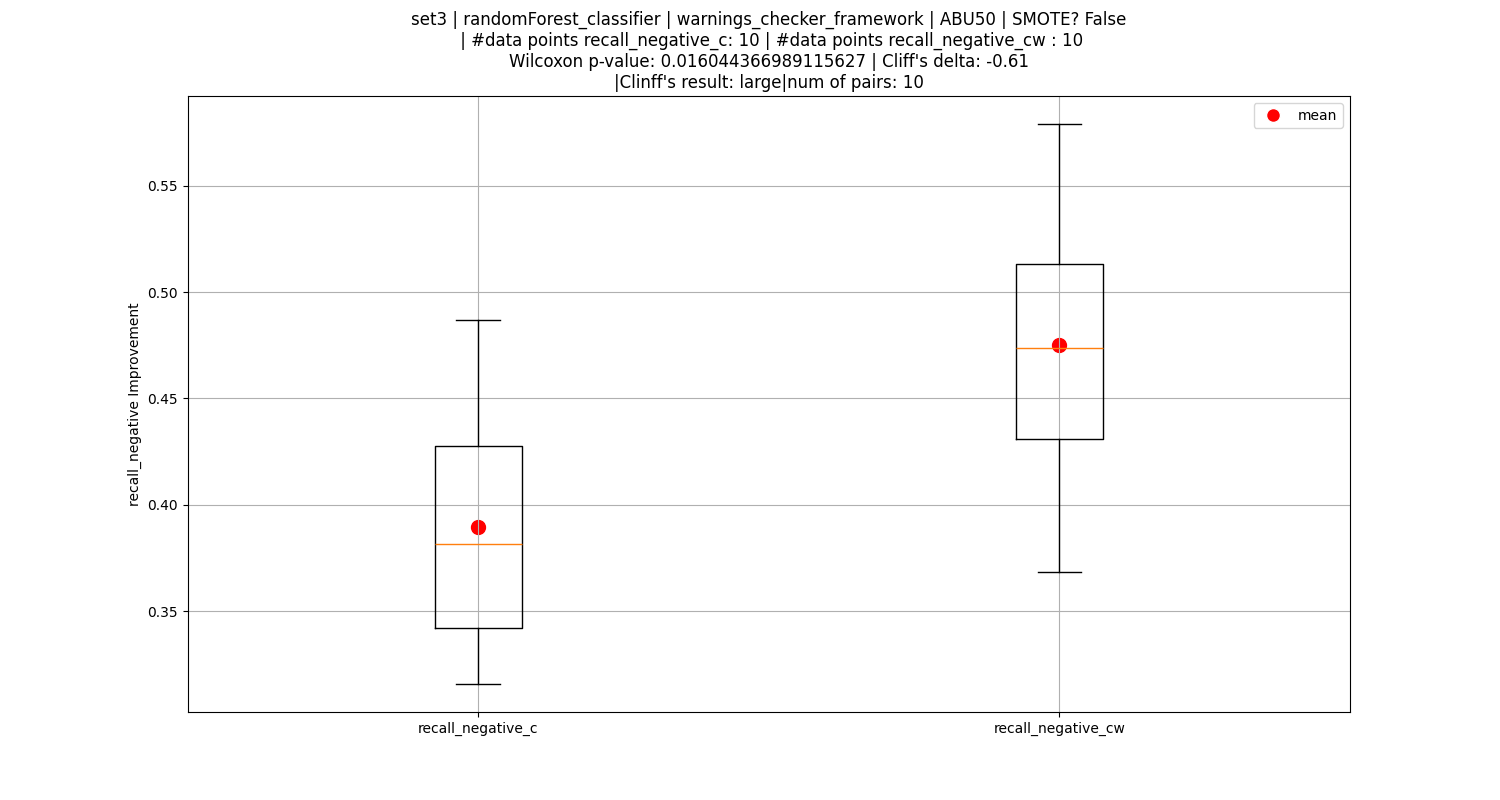 set3 | randomForest_classifier | warnings_checker_framework | ABU50 | SMOTE? False
| #data points recall_negative_c: 10 | #data points recall_negative_cw : 10
Wilcoxon p-value: 0.016044366989115627 | Cliff's delta: -0.61
|Clinff's result: large|num of pairs: 10
mean
0.55
0.50
0.45
0.40
0.35
recall_negative Improvement
recall_negative_c
recall_negative_cw